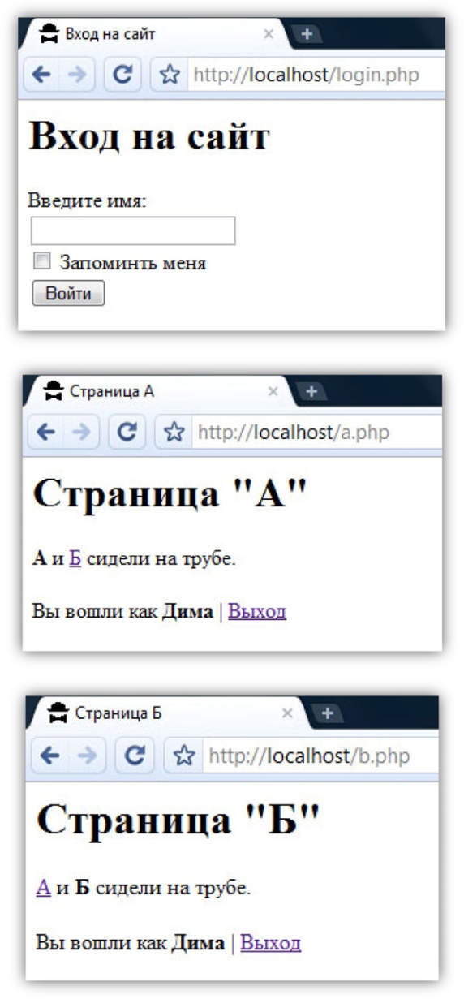 Вход на сайт
http://localhost/login.php
Вход на сайт
Введите имя:
Запоминть меня
Войти
Страница А
http://localhost/a.php
Страница "А"
А и Б сидели на трубе.
Вы вошли как Дима | Выход
Страница Б
http://localhost/b.php
Страница "Б"
А и Б сидели на трубе.
Вы вошли как Дима | Выход